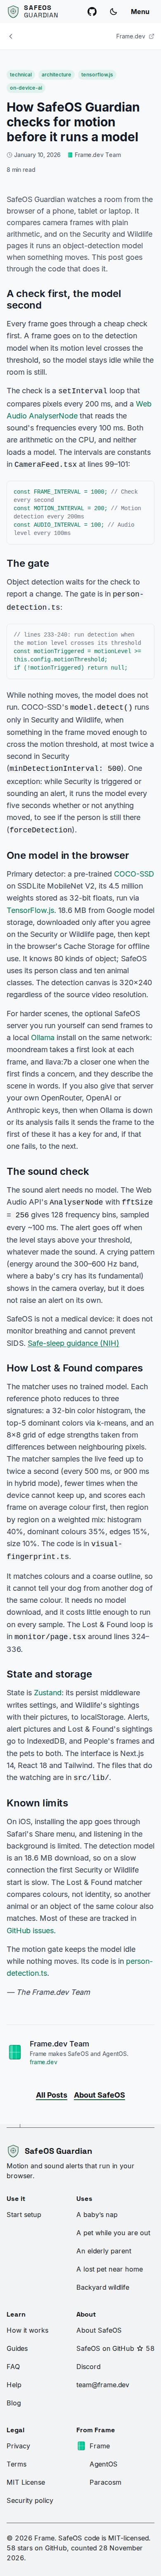 SAFEOS
GUARDIAN
Menu
Frame.dev
technical
architecture
tensorflow.js
on-device-ai
How SafeOS Guardian
checks for motion
before it runs a model
January 10, 2026
Frame.dev Team
8 min read
SafeOS Guardian watches a room from the
browser of a phone, tablet or laptop. It
compares camera frames with plain
arithmetic, and on the Security and Wildlife
pages it runs an object-detection model
when something moves. This post goes
through the code that does it.
A check first, the model
second
Every frame goes through a cheap check
first. A frame goes on to the detection
model when its motion level crosses the
threshold, so the model stays idle while the
room is still.
The check is a setInterval loop that
compares pixels every 200 ms, and a Web
Audio AnalyserNode that reads the
sound's frequencies every 100 ms. Both
are arithmetic on the CPU, and neither
loads a model. The intervals are constants
in CameraFeed.tsx at lines 99–101:
const FRAME_INTERVAL = 1000; // Check
every second
const MOTION_INTERVAL = 200; // Motion
detection every 200ms
const AUDIO_INTERVAL = 100; // Audio
level every 100ms
The gate
Object detection waits for the check to
report a change. The gate is in person-
detection.ts:
// lines 233-240: run detection when
the motion level crosses its threshold
const motionTriggered = motionLevel >=
this.config.motionThreshold;
if (!motionTriggered) return null;
While nothing moves, the model does not
run. COCO-SSD's model.detect() runs
only in Security and Wildlife, when
something in the frame moved enough to
cross the motion threshold, at most twice a
second in Security
(minDetectionInterval: 500). There is one
exception: while Security is triggered or
sounding an alert, it runs the model every
five seconds whether or not anything
moves, so it can tell if the person is still
there (forceDetection).
One model in the browser
Primary detector: a pre-trained COCO-SSD
on SSDLite MobileNet V2, its 4.5 million
weights stored as 32-bit floats, run via
TensorFlow.js. 18.6 MB from Google model
storage, downloaded when you first open
the Security or Wildlife page, then kept in
the browser's Cache Storage for offline
use. It knows 80 kinds of object; SafeOS
uses its person class and ten animal
classes. The detection canvas is 320×240
regardless of the source video resolution.
For harder scenes, the optional SafeOS
server you run yourself can send frames to
a local Ollama install on the same network:
moondream takes a first look at each
frame, and llava:7b does a closer read of
the ones it finds a concern in, and they
describe the scene in words. If you also
give that server your own OpenRouter, OpenAI or
Anthropic keys, then when Ollama is down
or its analysis fails it sends the frame to
the first of these it has a key for and, if
that fails, to the next.
The sound check
The sound alert needs no model. The Web
Audio API's AnalyserNode with fftSize
= 256 gives 128 frequency bins, sampled
every ~100 ms. The alert goes off when
the level stays above your threshold,
whatever made the sound. A crying pattern
(energy around the 300–600 Hz band,
where a baby's cry has its fundamental)
shows in the camera overlay, but it does
not raise an alert on its own.
SafeOS is not a medical device: it does not
monitor breathing and should not prevent
SIDS. Safe-sleep guidance (NIH)
How Lost & Found compares
The matcher uses no trained model. Each
reference photo reduces to three
signatures: a 32-bin color histogram, the
dominant colors, and an 8×8 grid of edge strengths taken from
differences between neighbouring pixels.
The matcher samples the live feed up to
twice a second (every 500 ms, or 900 ms
in hybrid mode), fewer times when the
device cannot keep up, and scores each
frame on average colour first, then region
by region on a weighted mix: histogram
40%, dominant colours 35%, edges 15%,
size 10%. The code is in visual-
fingerprint.ts.
It matches colours and a coarse outline, so
it cannot tell your dog from a similar dog of
the same colours. It needs no model
download, and it costs little enough to run
on every sample. The Lost & Found loop is
in monitor/page.tsx around lines 324–
336.
State and storage
State is Zustand: its persist middleware
writes settings, and Wildlife's sightings
with their pictures, to localStorage. Alerts,
alert pictures and Lost & Found's sightings
go to IndexedDB, and People's frames and
the pets do both. The interface is Next.js
14, React 18 and Tailwind. The files that do
the watching are in src/lib/.
Known limits
On iOS, installing the app goes through
Safari's Share menu, and running in the
background is limited. The detection model
is an 18.6 MB download, so on a slow
connection the first Security or Wildlife
start is slow. The Lost & Found matcher
compares colours, not identity, so another
animal or an object of the same colour also
matches. Most of these are tracked in
GitHub issues.
The motion gate keeps the model idle
while nothing moves. Its code is in person-
detection.ts.
— The Frame.dev Team
Frame.dev Team
Frame makes SafeOS and AgentOS.
frame.dev
All Posts
About SafeOS
SafeOS Guardian
Motion and sound alerts that run in your
browser.
Use It
Start setup
Uses
A baby's nap
A pet while you are out
An elderly parent
A lost pet near home
Backyard wildlife
Learn
How it works
Guides
FAQ
Help
Blog
About
About SafeOS
SafeOS on GitHub ☆ 58
Discord
team@frame.dev
Legal
Privacy
Terms
MIT License
Security policy
From Frame
Frame
AgentOS
Paracosm
© 2026 Frame. SafeOS code is MIT-licensed.
58 stars on GitHub, counted 28 November
2026.